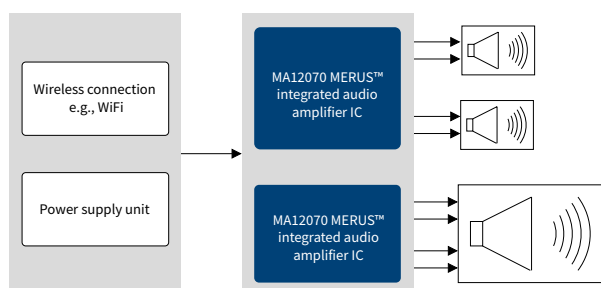 Wireless connection
e.g., WiFi
Power supply unit
MA12070 MERUS™
integrated audio
amplifier IC
MA12070 MERUS™
integrated audio
amplifier IC